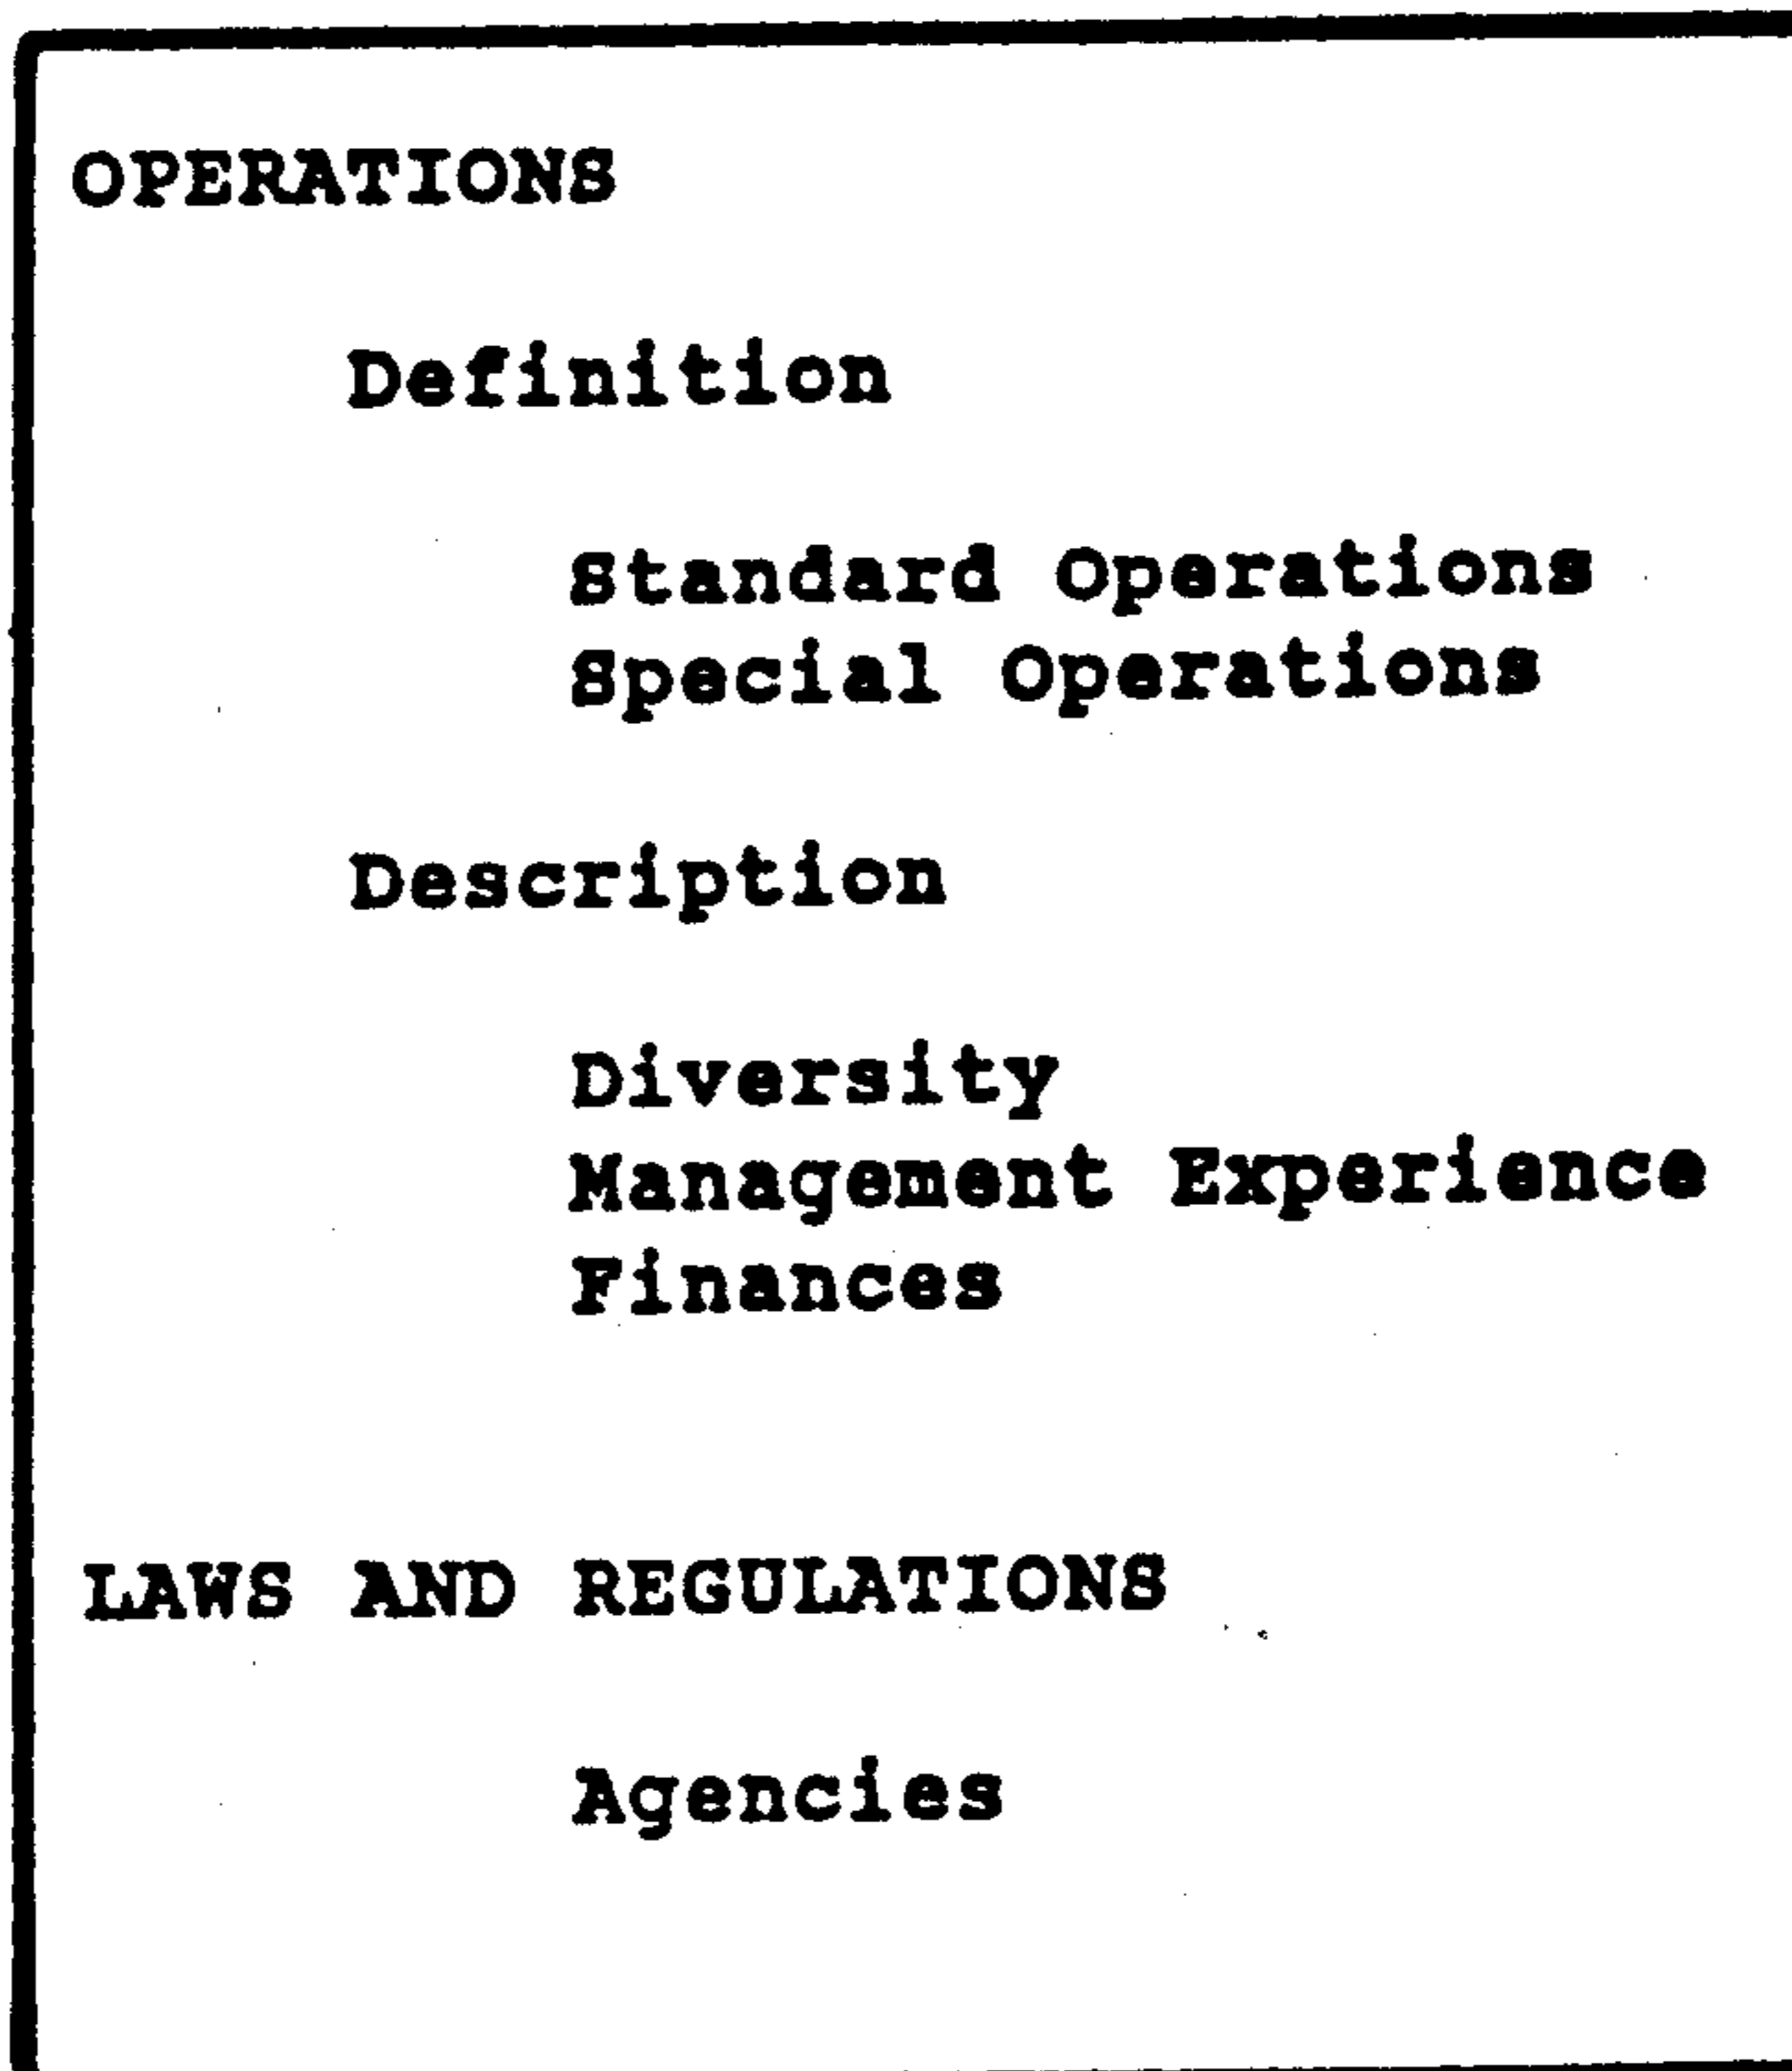 OPERATIONS
Definition
Standard Operations
Special Operations
Description
Diversity
Management Experience
Finances
LAWS AND REGULATIONS
Agencies